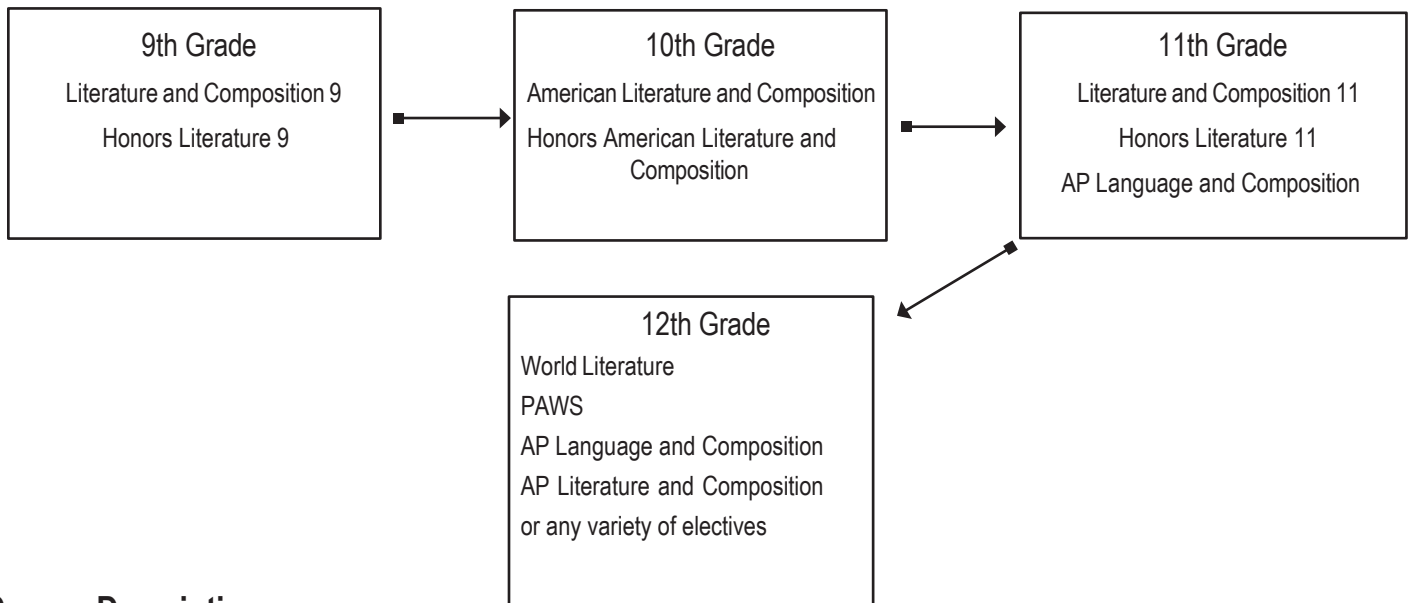 9th Grade
Literature and Composition 9
Honors Literature 9
10th Grade
American Literature and Composition
Honors American Literature and
Composition
11th Grade
Literature and Composition 11
Honors Literature 11
AP Language and Composition
12th Grade
World Literature
PAWS
AP Language and Composition
AP Literature and Composition
or any variety of electives